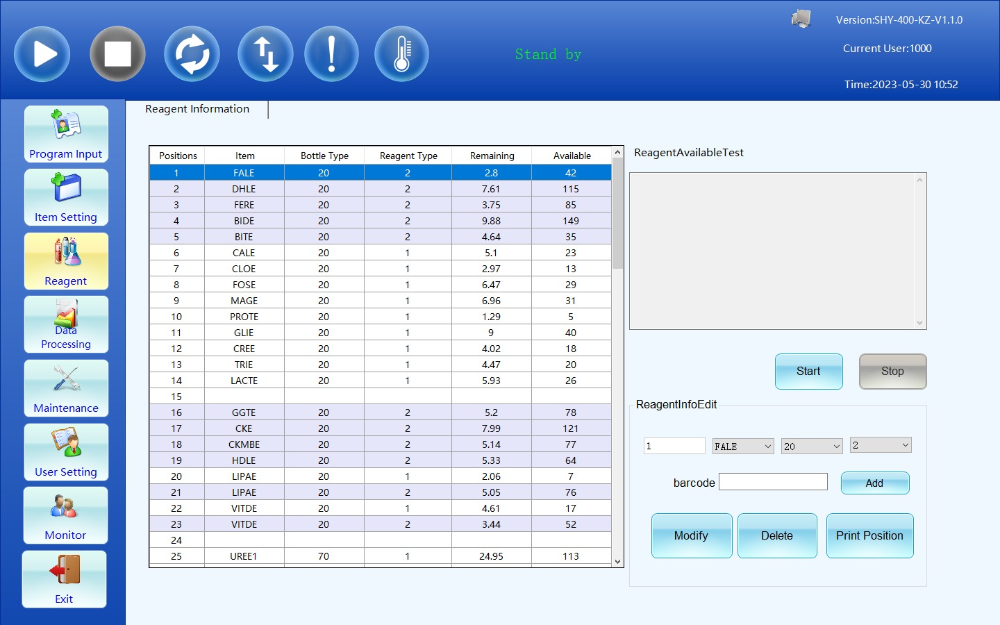 Version:SHY-400-KZ-V1.1.0
Stand by
Current User:1000
Time:2023-05-30 10:52
Program Input
Item Setting
Reagent
Data
Processing
Maintenance
User Setting
Monitor
Exit
Reagent Information
Positions Item Bottle Type Reagent Type Remaining Available
1 FALE 20 2 2.8 42
2 DHLE 20 2 7.61 115
3 FERE 20 2 3.75 85
4 BIDE 20 2 9.88 149
5 BITE 20 2 4.64 35
6 CALE 20 1 5.1 23
7 CLOE 20 1 2.97 13
8 FOSE 20 1 6.47 29
9 MAGE 20 1 6.96 31
10 PROTE 20 1 1.29 5
11 GLIE 20 1 9 40
12 CREE 20 1 4.02 18
13 TRIE 20 1 4.47 20
14 LACTE 20 1 5.93 26
15
16 GGTE 20 2 5.2 78
17 CKE 20 2 7.99 121
18 CKMBE 20 2 5.14 77
19 HDLE 20 2 5.33 64
20 LIPAE 20 1 2.06 7
21 LIPAE 20 2 5.05 76
22 VITDE 20 1 4.61 17
23 VITDE 20 2 3.44 52
24
25 UREE1 70 1 24.95 113
ReagentAvailableTest
Start Stop
ReagentInfoEdit
1 FALE 20 2
barcode Add
Modify Delete Print Position